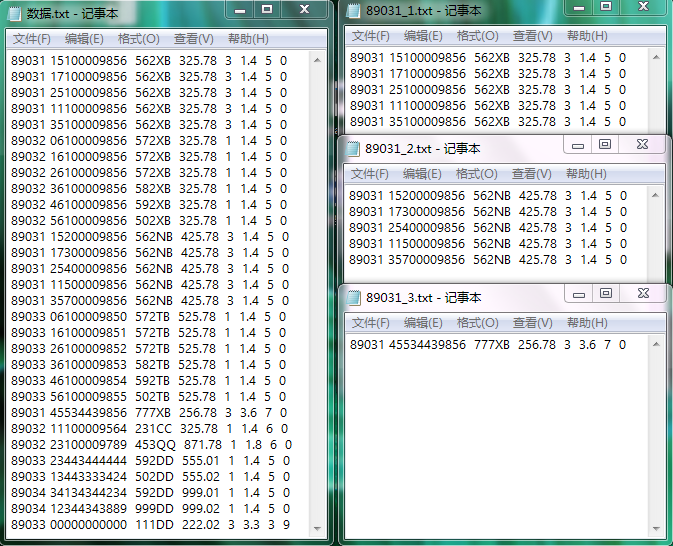 数据.txt - 记事本
文件(F) 编辑(E) 格式(O) 查看(V) 帮助(H)
89031 15100009856 562XB 325.78 3 1.4 5 0
89031 17100009856 562XB 325.78 3 1.4 5 0
89031 25100009856 562XB 325.78 3 1.4 5 0
89031 11100009856 562XB 325.78 3 1.4 5 0
89031 35100009856 562XB 325.78 3 1.4 5 0
89032 06100009856 572XB 325.78 1 1.4 5 0
89032 16100009856 572XB 325.78 1 1.4 5 0
89032 26100009856 572XB 325.78 1 1.4 5 0
89032 36100009856 582XB 325.78 1 1.4 5 0
89032 46100009856 592XB 325.78 1 1.4 5 0
89032 56100009856 502XB 325.78 1 1.4 5 0
89031 15200009856 562NB 425.78 3 1.4 5 0
89031 17300009856 562NB 425.78 3 1.4 5 0
89031 25400009856 562NB 425.78 3 1.4 5 0
89031 11500009856 562NB 425.78 3 1.4 5 0
89031 35700009856 562NB 425.78 3 1.4 5 0
89033 06100009850 572TB 525.78 1 1.4 5 0
89033 16100009851 572TB 525.78 1 1.4 5 0
89033 26100009852 572TB 525.78 1 1.4 5 0
89033 36100009853 582TB 525.78 1 1.4 5 0
89033 46100009854 592TB 525.78 1 1.4 5 0
89033 56100009855 502TB 525.78 1 1.4 5 0
89031 45534439856 777XB 256.78 3 3.6 7 0
89032 11100009564 231CC 325.78 1 1.4 6 0
89032 23100009789 453QQ 871.78 1 1.8 6 0
89033 23443444444 592DD 555.01 1 1.4 5 0
89033 13443333424 502DD 555.02 1 1.4 5 0
89034 34134344234 592DD 999.01 1 1.4 5 0
89034 12344343889 999DD 999.02 1 1.4 5 0
89033 00000000000 111DD 222.02 3 3.3 3 9
89031_1.txt - 记事本
文件(F) 编辑(E) 格式(O) 查看(V) 帮助(H)
89031 15100009856 562XB 325.78 3 1.4 5 0
89031 17100009856 562XB 325.78 3 1.4 5 0
89031 25100009856 562XB 325.78 3 1.4 5 0
89031 11100009856 562XB 325.78 3 1.4 5 0
89031 35100009856 562XB 325.78 3 1.4 5 0
89031_2.txt - 记事本
文件(F) 编辑(E) 格式(O) 查看(V) 帮助(H)
89031 15200009856 562NB 425.78 3 1.4 5 0
89031 17300009856 562NB 425.78 3 1.4 5 0
89031 25400009856 562NB 425.78 3 1.4 5 0
89031 11500009856 562NB 425.78 3 1.4 5 0
89031 35700009856 562NB 425.78 3 1.4 5 0
89031_3.txt - 记事本
文件(F) 编辑(E) 格式(O) 查看(V) 帮助(H)
89031 45534439856 777XB 256.78 3 3.6 7 0